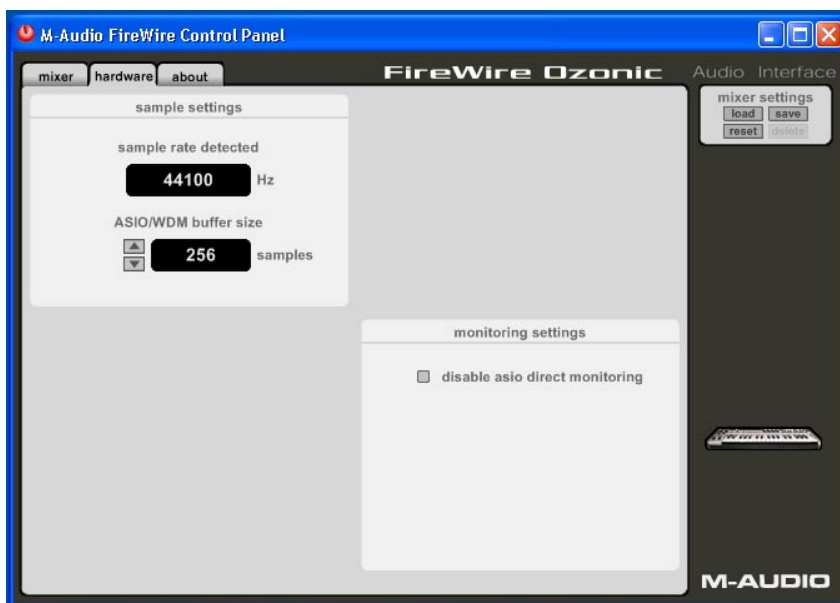 M-Audio FireWire Control Panel
mixer hardware about
FireWire Ozonic Audio Interface
sample settings
sample rate detected
44100 Hz
ASIO/WDM buffer size
256 samples
monitoring settings
disable asio direct monitoring
mixer settings
load save
reset delete
M-AUDIO